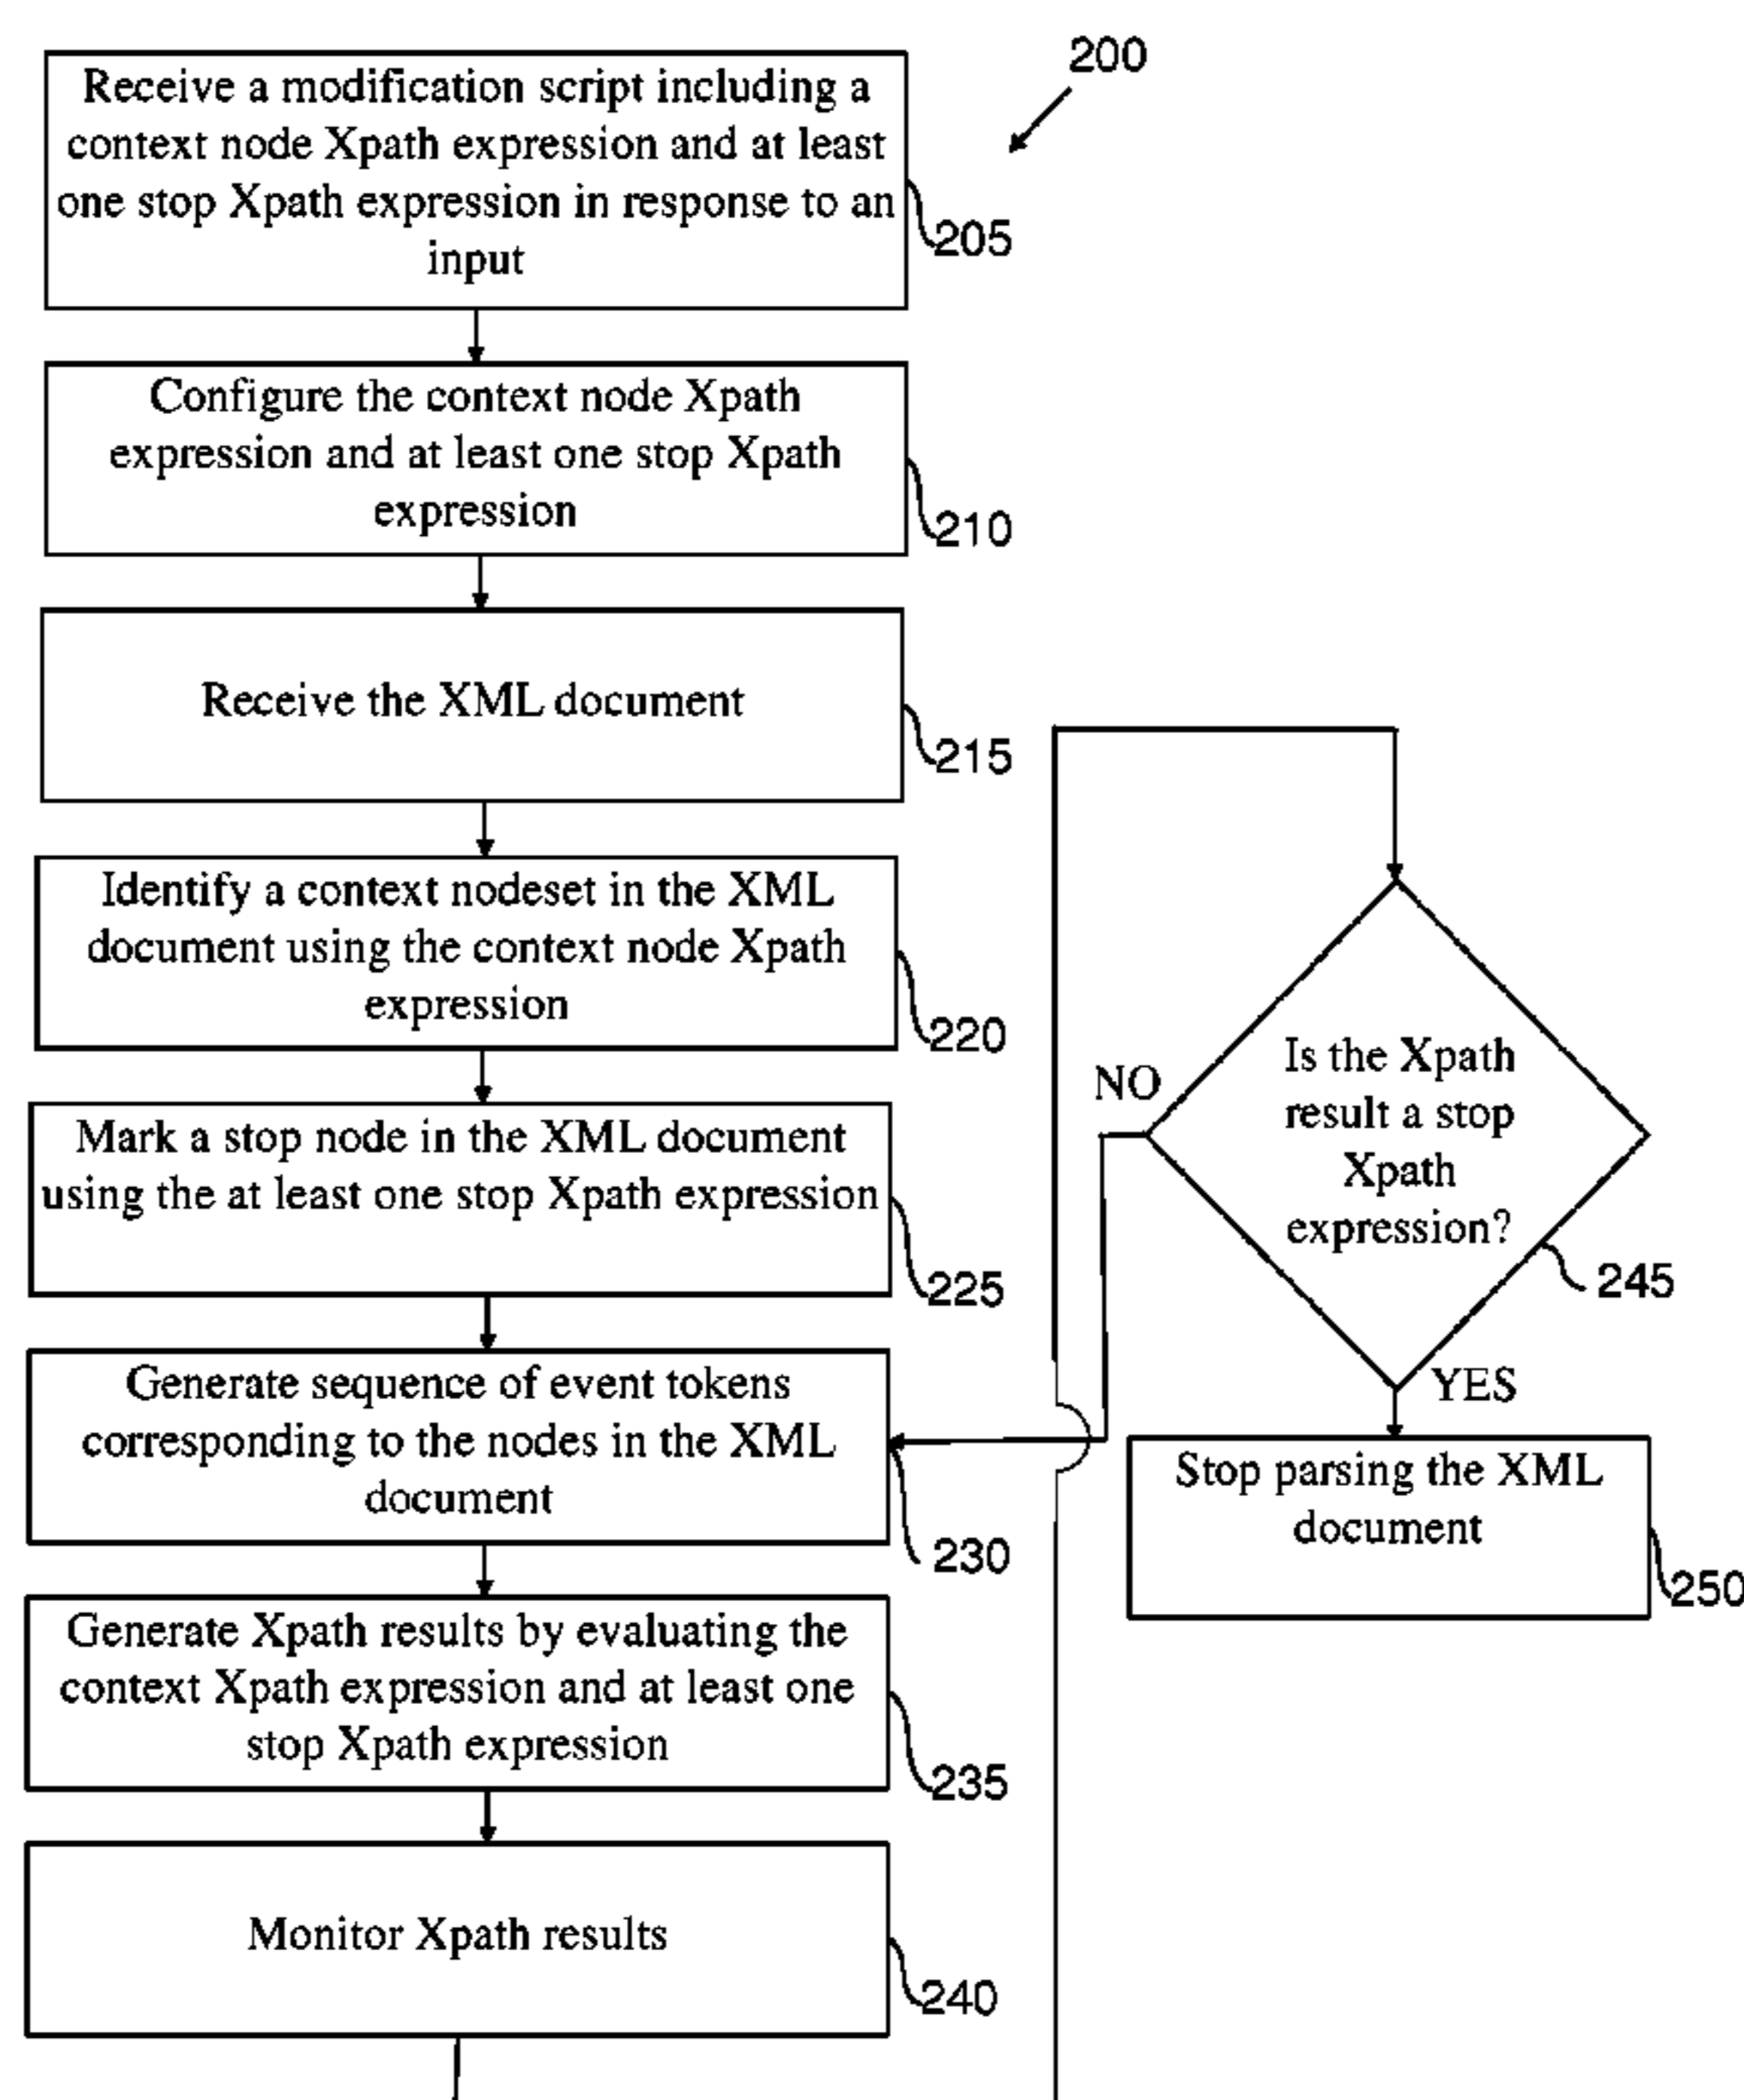 200
Receive a modification script including a
context node Xpath expression and at least
one stop Xpath expression in response to an
input
205
Configure the context node Xpath
expression and at least one stop Xpath
expression
210
Receive the XML document
215
Identify a context nodeset in the XML
document using the context node Xpath
expression
220
Mark a stop node in the XML document
using the at least one stop Xpath expression
225
Generate sequence of event tokens
corresponding to the nodes in the XML
document
230
Generate Xpath results by evaluating the
context Xpath expression and at least one
stop Xpath expression
235
Monitor Xpath results
240
Is the Xpath
result a stop
Xpath
expression?
245
NO
YES
Stop parsing the XML
document
250